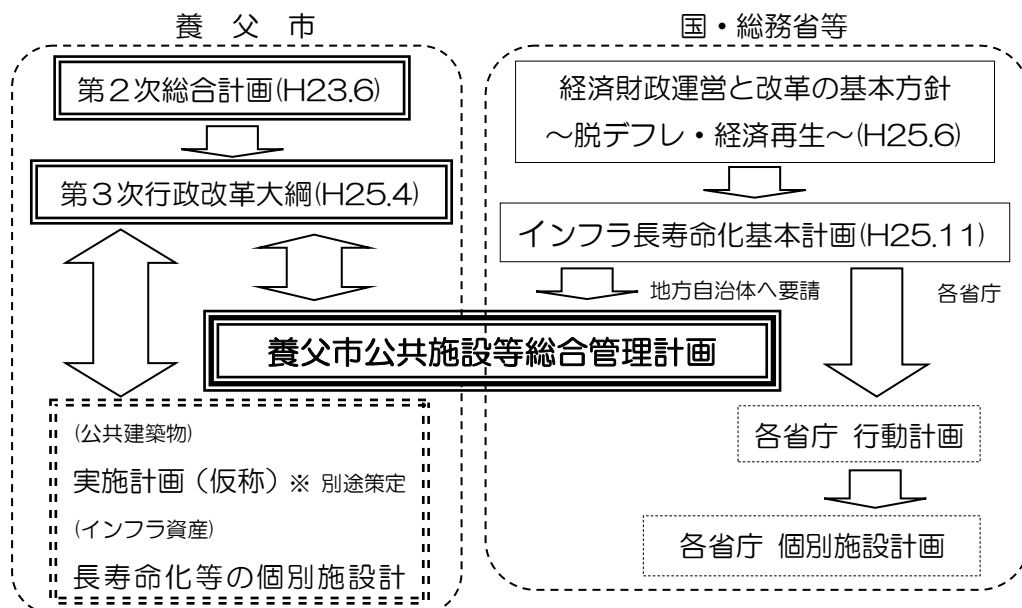 養 父 市
第２次総合計画(H23.6)
第３次行政改革大綱(H25.4)
国・総務省等
経済財政運営と改革の基本方針
～脱デフレ・経済再生～(H25.6)
インフラ長寿命化基本計画(H25.11)
地方自治体へ要請
各省庁
養父市公共施設等総合管理計画
(公共建築物)
実施計画（仮称）※ 別途策定
(インフラ資産)
長寿命化等の個別施設計
各省庁 行動計画
各省庁 個別施設計画